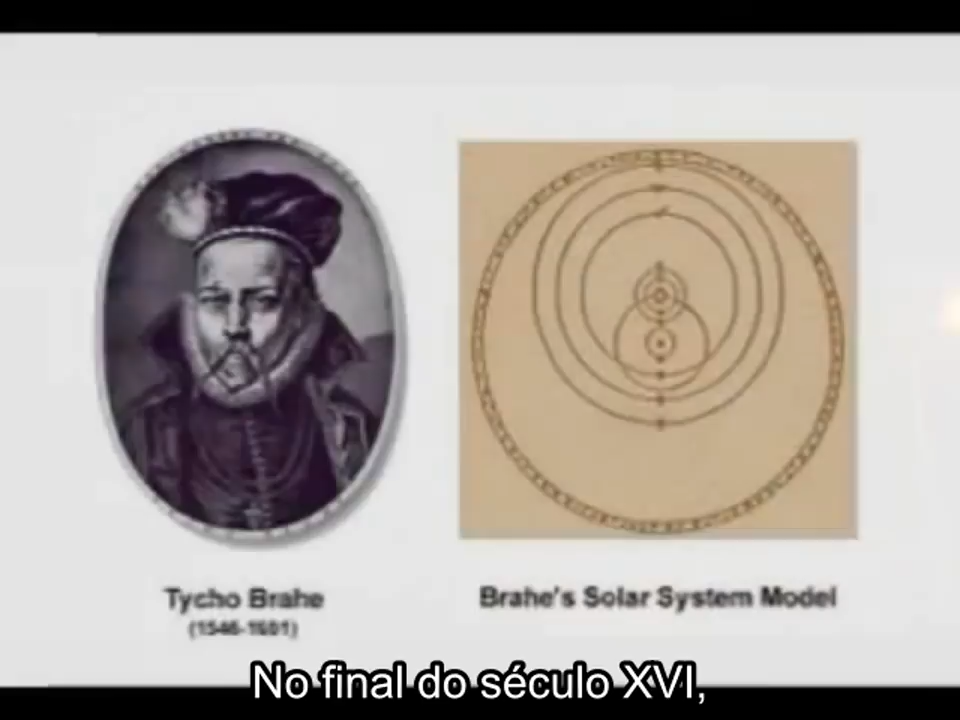 Tycho Brahe
(1546-1601)
Brahe's Solar System Model
No final do século XVI,